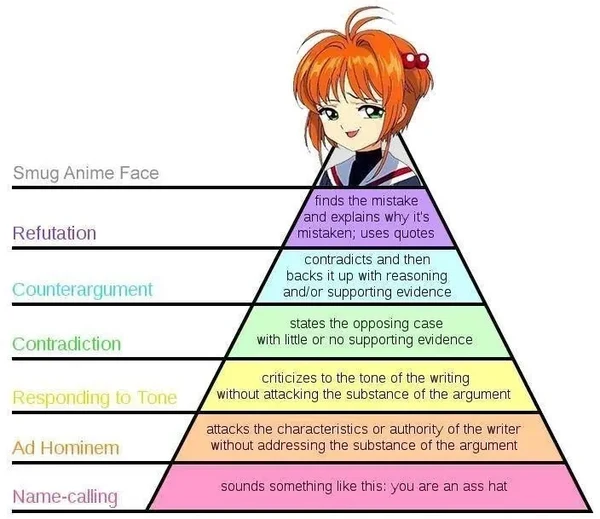 Smug Anime Face
Refutation
finds the mistake
and explains why it's
mistaken; uses quotes
Counterargument
contradicts and then
backs it up with reasoning
and/or supporting evidence
Contradiction
states the opposing case
with little or no supporting evidence
Responding to Tone
criticizes to the tone of the writing
without attacking the substance of the argument
Ad Hominem
attacks the characteristics or authority of the writer
without addressing the substance of the argument
Name-calling
sounds something like this: you are an ass hat